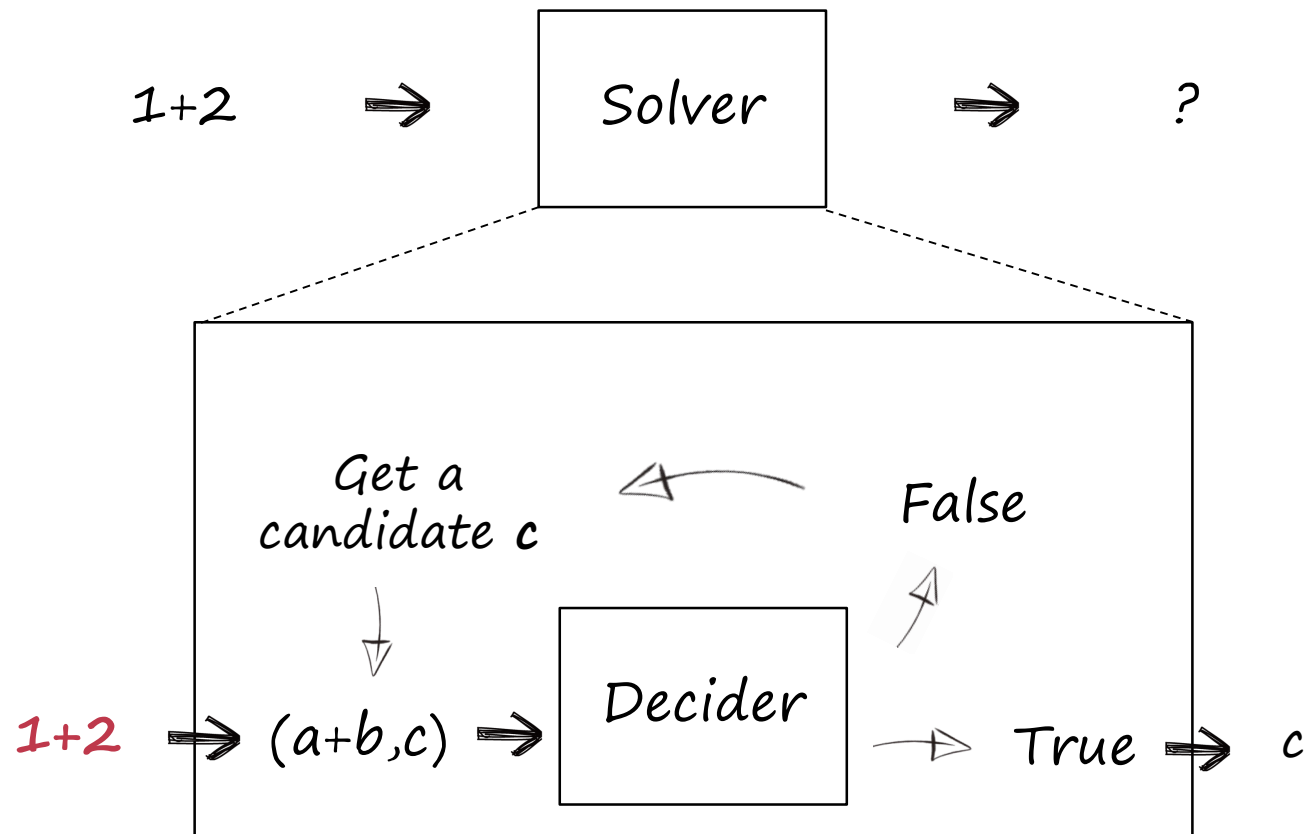 1+2
Solver
?
Get a
candidate c
False
Decider
1+2
(a+b,c)
True
c